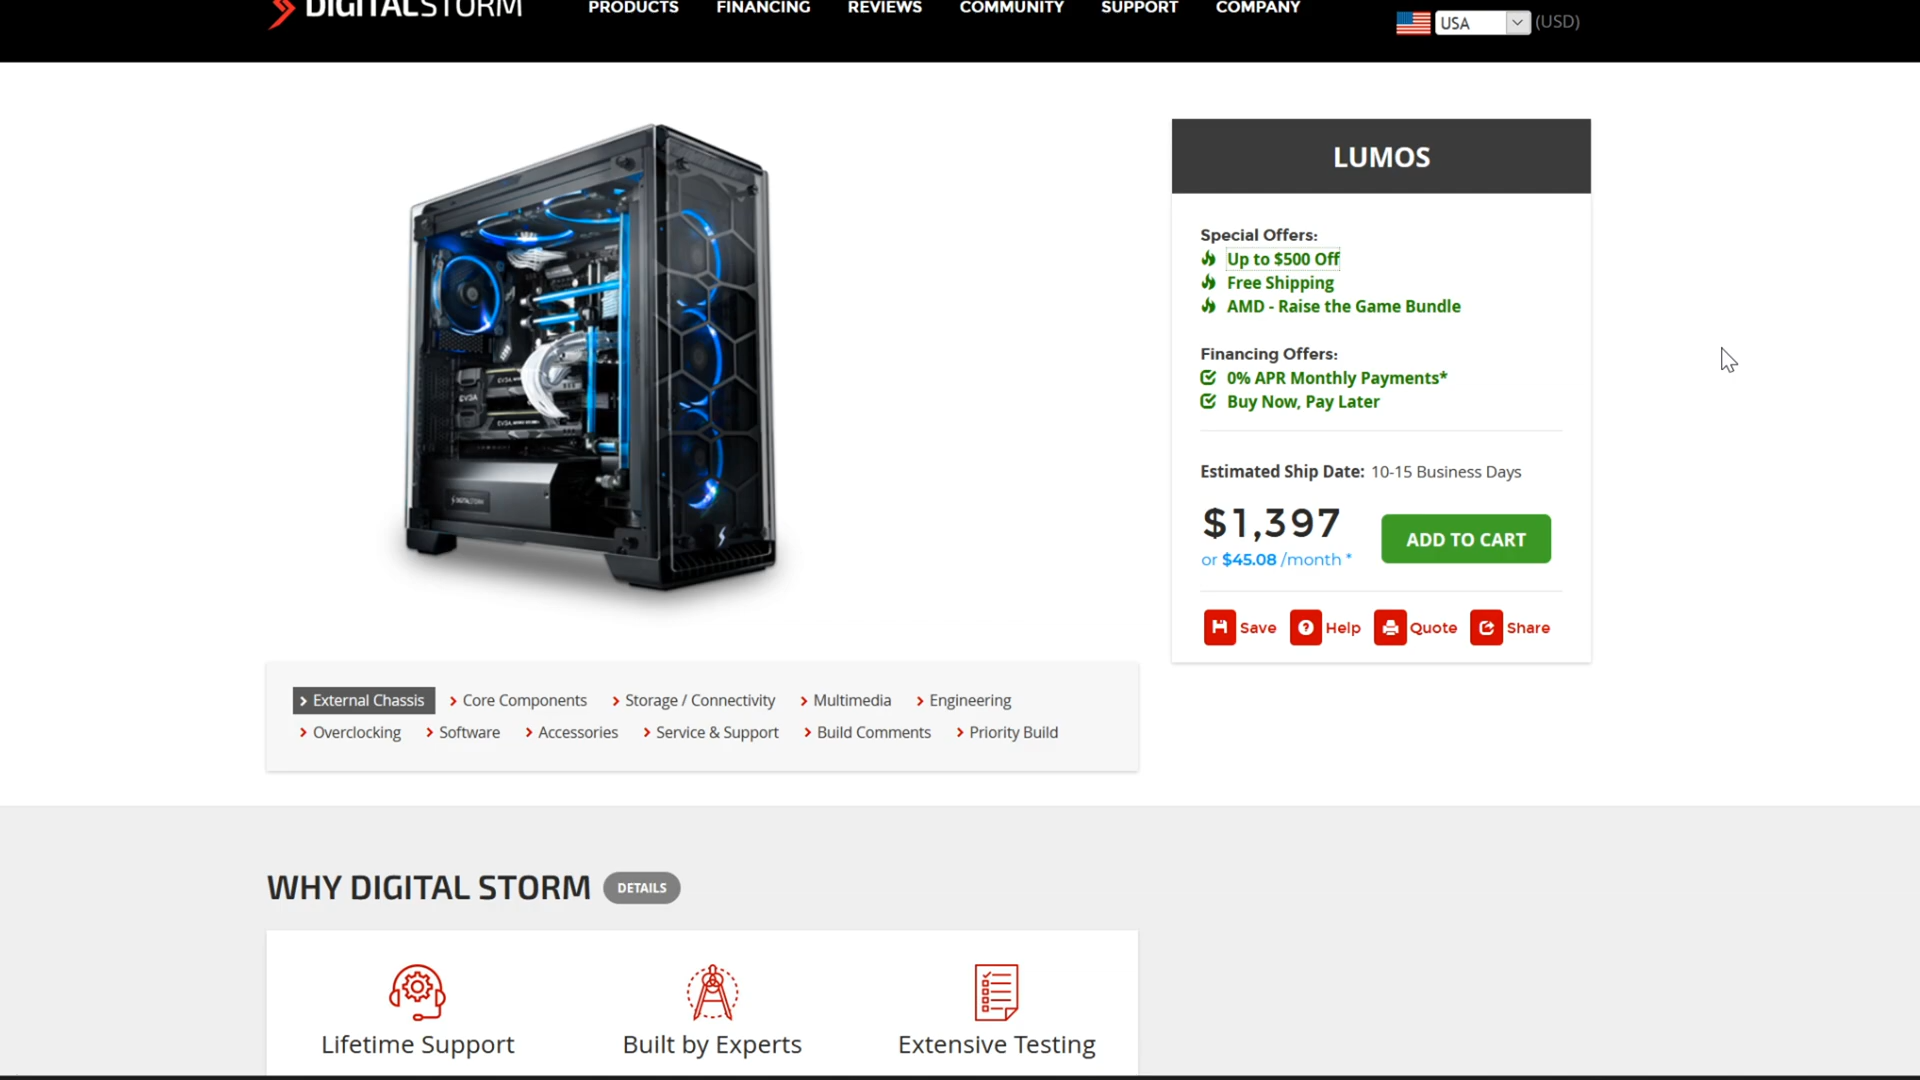 DIGITALSTORM
PRODUCTS FINANCING REVIEWS COMMUNITY SUPPORT COMPANY
USA (USD)
LUMOS
Special Offers:
Up to $500 Off
Free Shipping
AMD - Raise the Game Bundle
Financing Offers:
0% APR Monthly Payments*
Buy Now, Pay Later
Estimated Ship Date: 10-15 Business Days
$1,397
or $45.08 /month *
ADD TO CART
Save Help Quote Share
EVGA
DIGITALSTORM
External Chassis Core Components Storage / Connectivity Multimedia Engineering
Overclocking Software Accessories Service & Support Build Comments Priority Build
WHY DIGITAL STORM DETAILS
Lifetime Support Built by Experts Extensive Testing